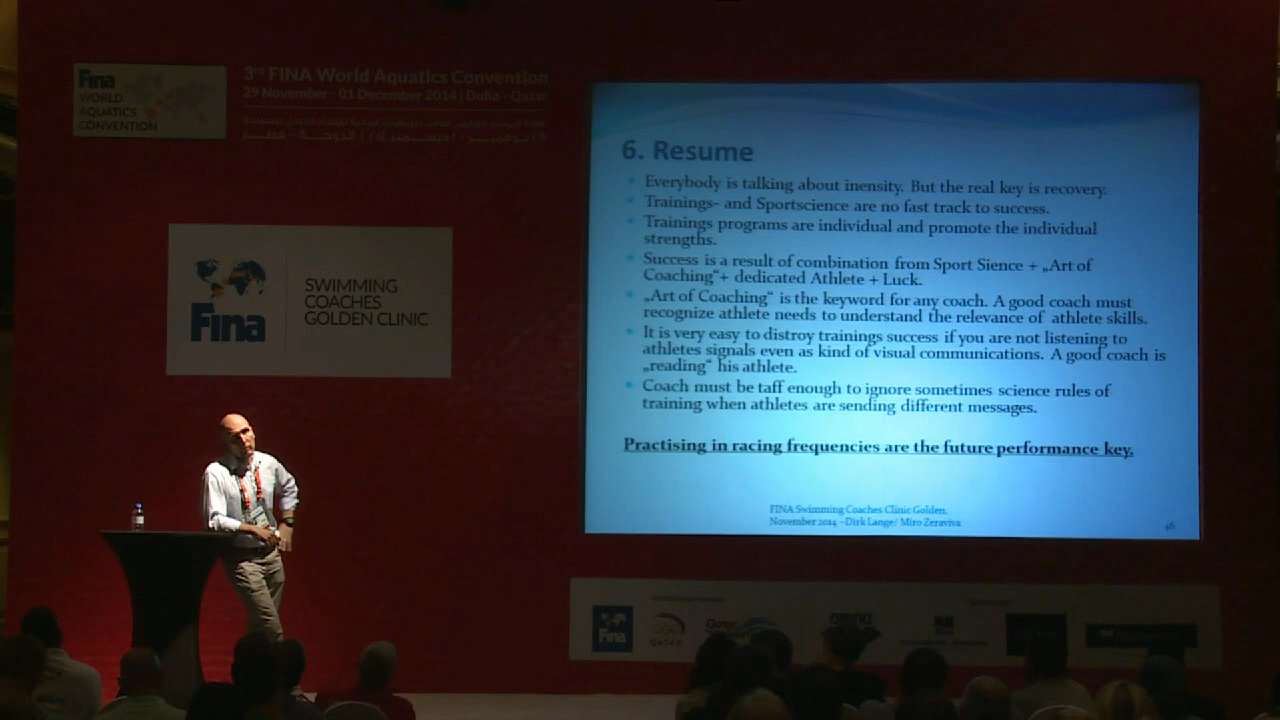 Fina
WORLD
AQUATICS
CONVENTION
3rd FINA World Aquatics Convention
29 November - 01 December 2014 | Doha - Qatar
Fina
SWIMMING
COACHES
GOLDEN CLINIC
6. Resume
Everybody is talking about inensity. But the real key is recovery.
Trainings- and Sportscience are no fast track to success.
Trainings programs are individual and promote the individual
strengths.
Success is a result of combination from Sport Sience + „Art of
Coaching“+ dedicated Athlete + Luck.
„Art of Coaching“ is the keyword for any coach. A good coach must
recognize athlete needs to understand the relevance of athlete skills.
It is very easy to distroy trainings success if you are not listening to
athletes signals even as kind of visual communications. A good coach is
„reading“ his athlete.
Coach must be taff enough to ignore sometimes science rules of
training when athletes are sending different messages.
Practising in racing frequencies are the future performance key.
FINA Swimming Coaches Clinic Golden,
November 2014 –Dirk Lange/ Miro Zeraviva
46
Fina
QATAR